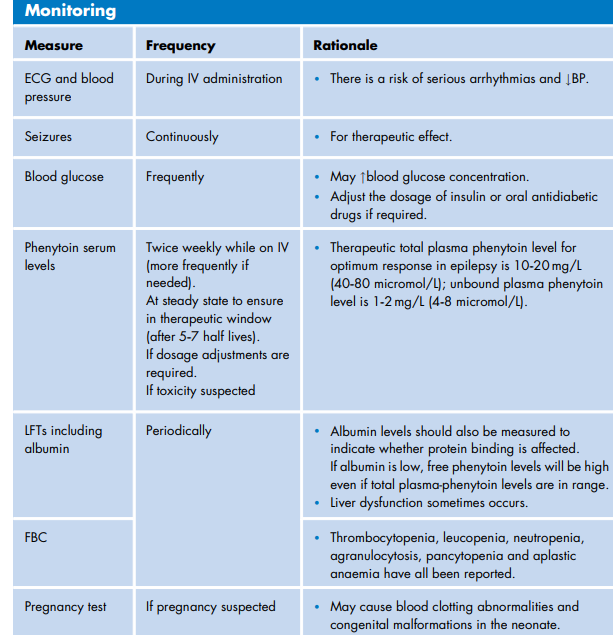 Monitoring
Measure
Frequency
Rationale
ECG and blood
pressure
During IV administration
• There is a risk of serious arrhythmias and ↓BP.
Seizures
Continuously
• For therapeutic effect.
Blood glucose
Frequently
• May ↑blood glucose concentration.
• Adjust the dosage of insulin or oral antidiabetic
drugs if required.
Phenytoin serum
levels
Twice weekly while on IV
(more frequently if
needed).
At steady state to ensure
in therapeutic window
(after 5-7 half lives).
If dosage adjustments are
required.
If toxicity suspected
• Therapeutic total plasma phenytoin level for
optimum response in epilepsy is 10-20 mg/L
(40-80 micromol/L); unbound plasma phenytoin
level is 1-2 mg/L (4-8 micromol/L).
LFTs including
albumin
Periodically
• Albumin levels should also be measured to
indicate whether protein binding is affected.
If albumin is low, free phenytoin levels will be high
even if total plasma-phenytoin levels are in range.
• Liver dysfunction sometimes occurs.
FBC
• Thrombocytopenia, leucopenia, neutropenia,
agranulocytosis, pancytopenia and aplastic
anaemia have all been reported.
Pregnancy test
If pregnancy suspected
• May cause blood clotting abnormalities and
congenital malformations in the neonate.